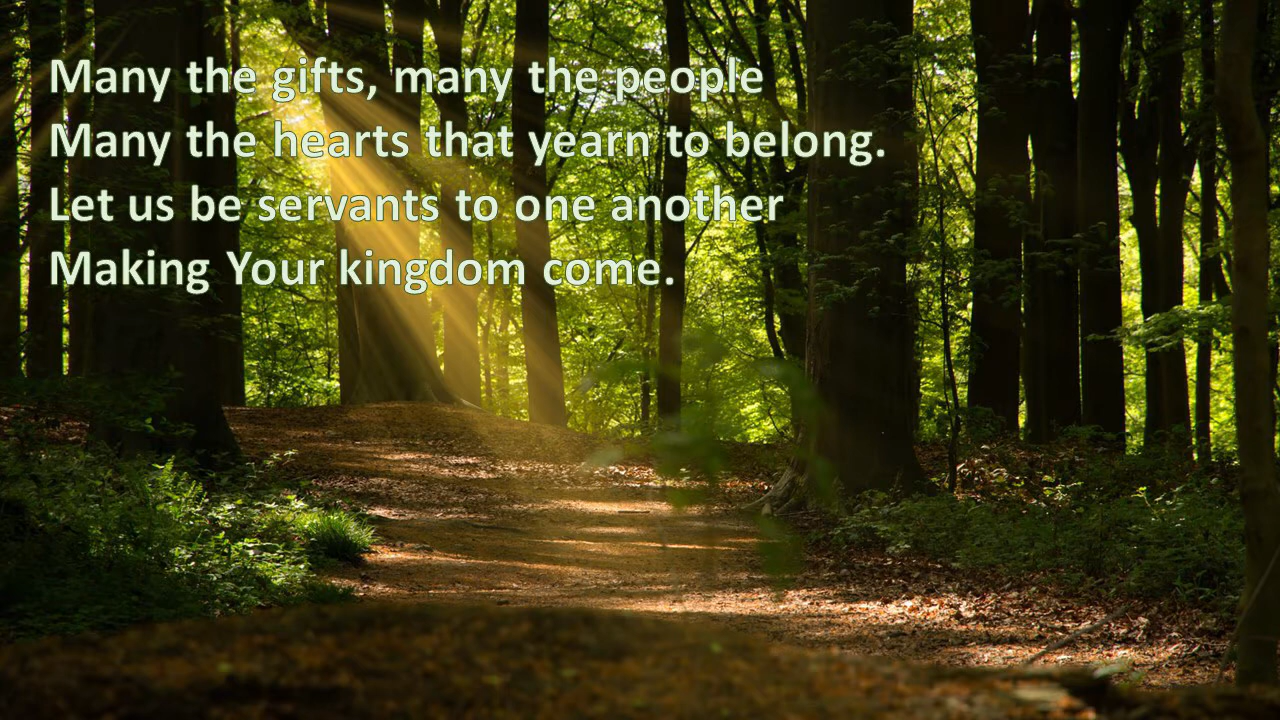 Many the gifts, many the people
Many the hearts that yearn to belong.
Let us be servants to one another
Making Your kingdom come.